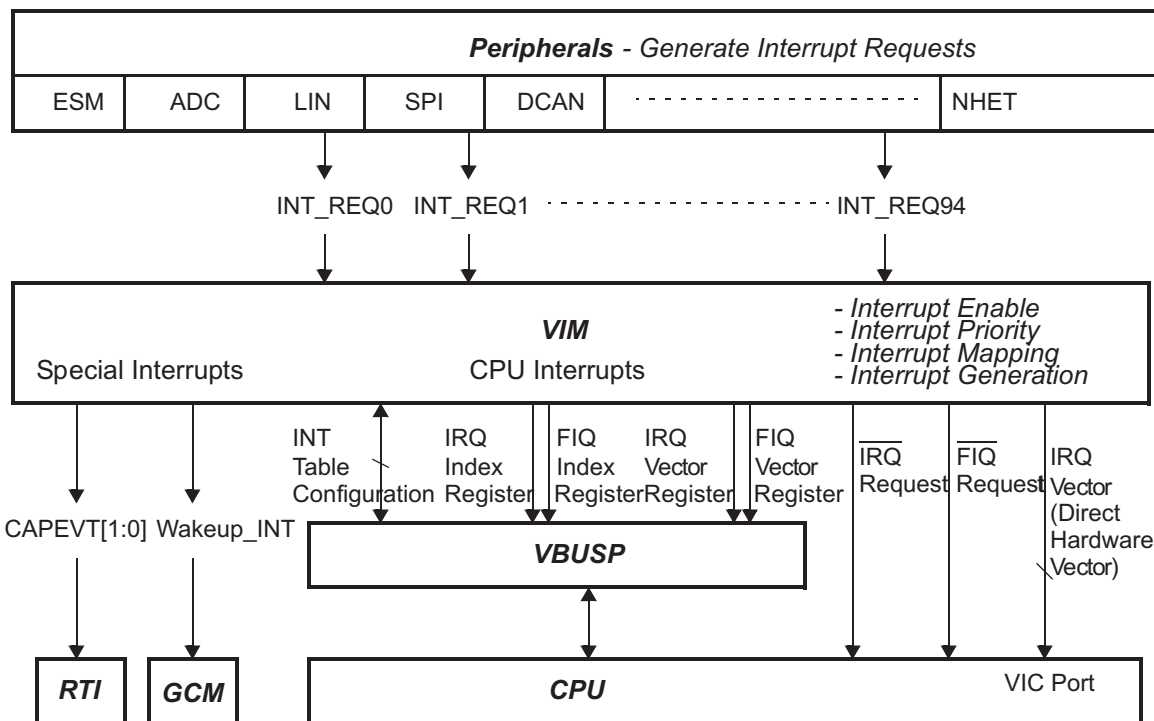 Peripherals - Generate Interrupt Requests
ESM ADC LIN SPI DCAN NHET
INT_REQ0 INT_REQ1 INT_REQ94
VIM
Special Interrupts
CPU Interrupts
- Interrupt Enable
- Interrupt Priority
- Interrupt Mapping
- Interrupt Generation
INT
Table
Configuration
IRQ
Index
Register
FIQ
Index
Register
IRQ
Vector
Register
FIQ
Vector
Register
IRQ
Request
FIQ
Request
IRQ
Vector
(Direct
Hardware
Vector)
CAPEVT[1:0] Wakeup_INT
VBUSP
RTI
GCM
CPU
VIC Port